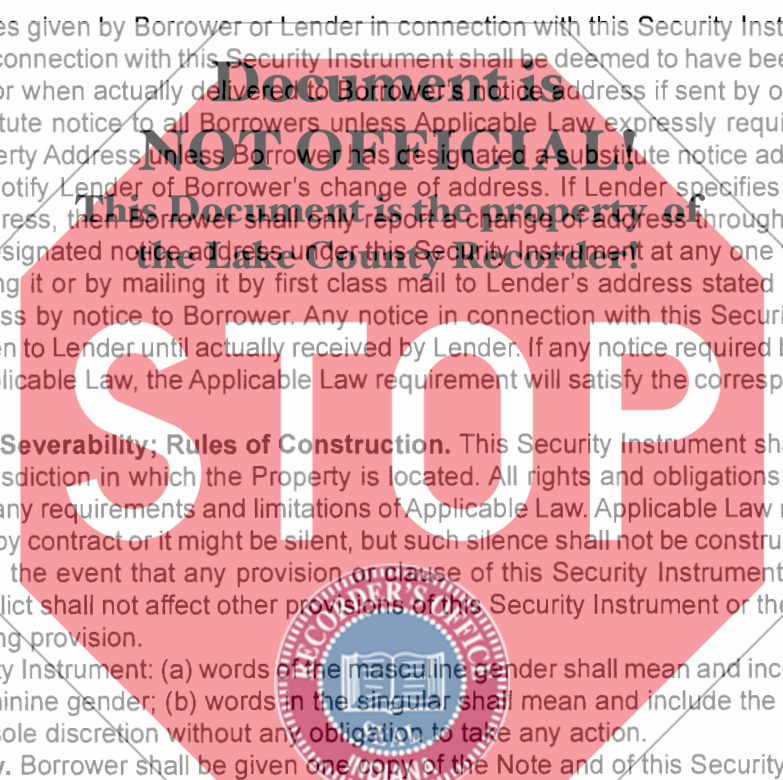 es given by Borrower or Lender in connection with this Security Inst
connection with this Security Instrument shall be deemed to have bee
Document is
or when actually delivered to Borrower's notice address if sent by o
tute notice to all Borrowers unless Applicable Law expressly requi
NOT OFFICIAL!
erty Address unless Borrower has designated a substitute notice ad
otify Lender of Borrower's change of address. If Lender specifies
This Document is the property of
ress, then Borrower shall only report a change of address through
the Lake County Recorder!
signated notice address under this Security Instrument at any one
ng it or by mailing it by first class mail to Lender's address stated
ss by notice to Borrower. Any notice in connection with this Securi
en to Lender until actually received by Lender. If any notice required
licable Law, the Applicable Law requirement will satisfy the corresp
STOP
Severability; Rules of Construction. This Security Instrument sh
sdiction in which the Property is located. All rights and obligations
any requirements and limitations of Applicable Law. Applicable Law
by contract or it might be silent, but such silence shall not be constru
the event that any provision or clause of this Security Instrument
lict shall not affect other provisions of this Security Instrument or the
ng provision.
RECORDER'S OFFICE
ty Instrument: (a) words of the masculine gender shall mean and inc
inine gender; (b) words in the singular shall mean and include the
SEAL
ole discretion without any obligation to take any action.
y. Borrower shall be given one copy of the Note and of this Security